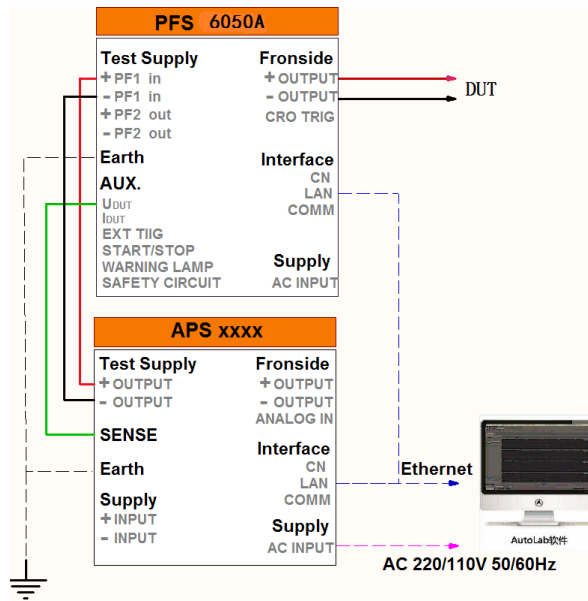 PFS 6050A
Test Supply
+ PF1 in
- PF1 in
+ PF2 out
- PF2 out
Earth
AUX.
UDUT
IDUT
EXT TIIG
START/STOP
WARNING LAMP
SAFETY CIRCUIT
Fronside
+ OUTPUT
- OUTPUT
CRO TRIG
Interface
CN
LAN
COMM
Supply
AC INPUT
DUT
APS xxxx
Test Supply
+ OUTPUT
- OUTPUT
SENSE
Earth
Supply
+ INPUT
- INPUT
Fronside
+ OUTPUT
- OUTPUT
ANALOG IN
Interface
CN
LAN
COMM
Supply
AC INPUT
Ethernet
AutoLab软件
AC 220/110V 50/60Hz